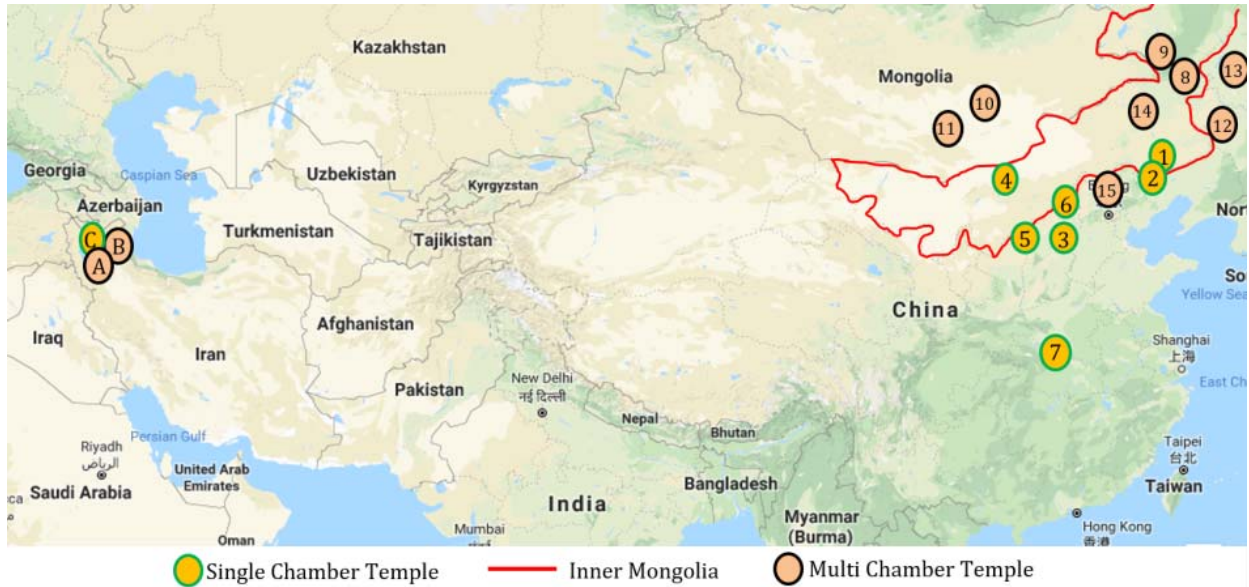 Kazakhstan
Mongolia
9
8
13
10
11
14
12
Georgia
Caspian Sea
Uzbekistan
Kyrgyzstan
1
Azerbaijan
4
2
15
6
Nor
C
B
Turkmenistan
Tajikistan
5
3
A
So
China
Yellow Sea
Afghanistan
Iraq
Iran
Shanghai
上海
7
New Delhi
नई दिल्ली
Pakistan
East Ch
Nepal
Bhutan
Persian Gulf
Riyadh
الرياض
United Arab
Emirates
Taipei
台北
Saudi Arabia
Bangladesh
Taiwan
India
Myanmar
(Burma)
Hong Kong
香港
Mumbai
Oman
Single Chamber Temple Inner Mongolia Multi Chamber Temple